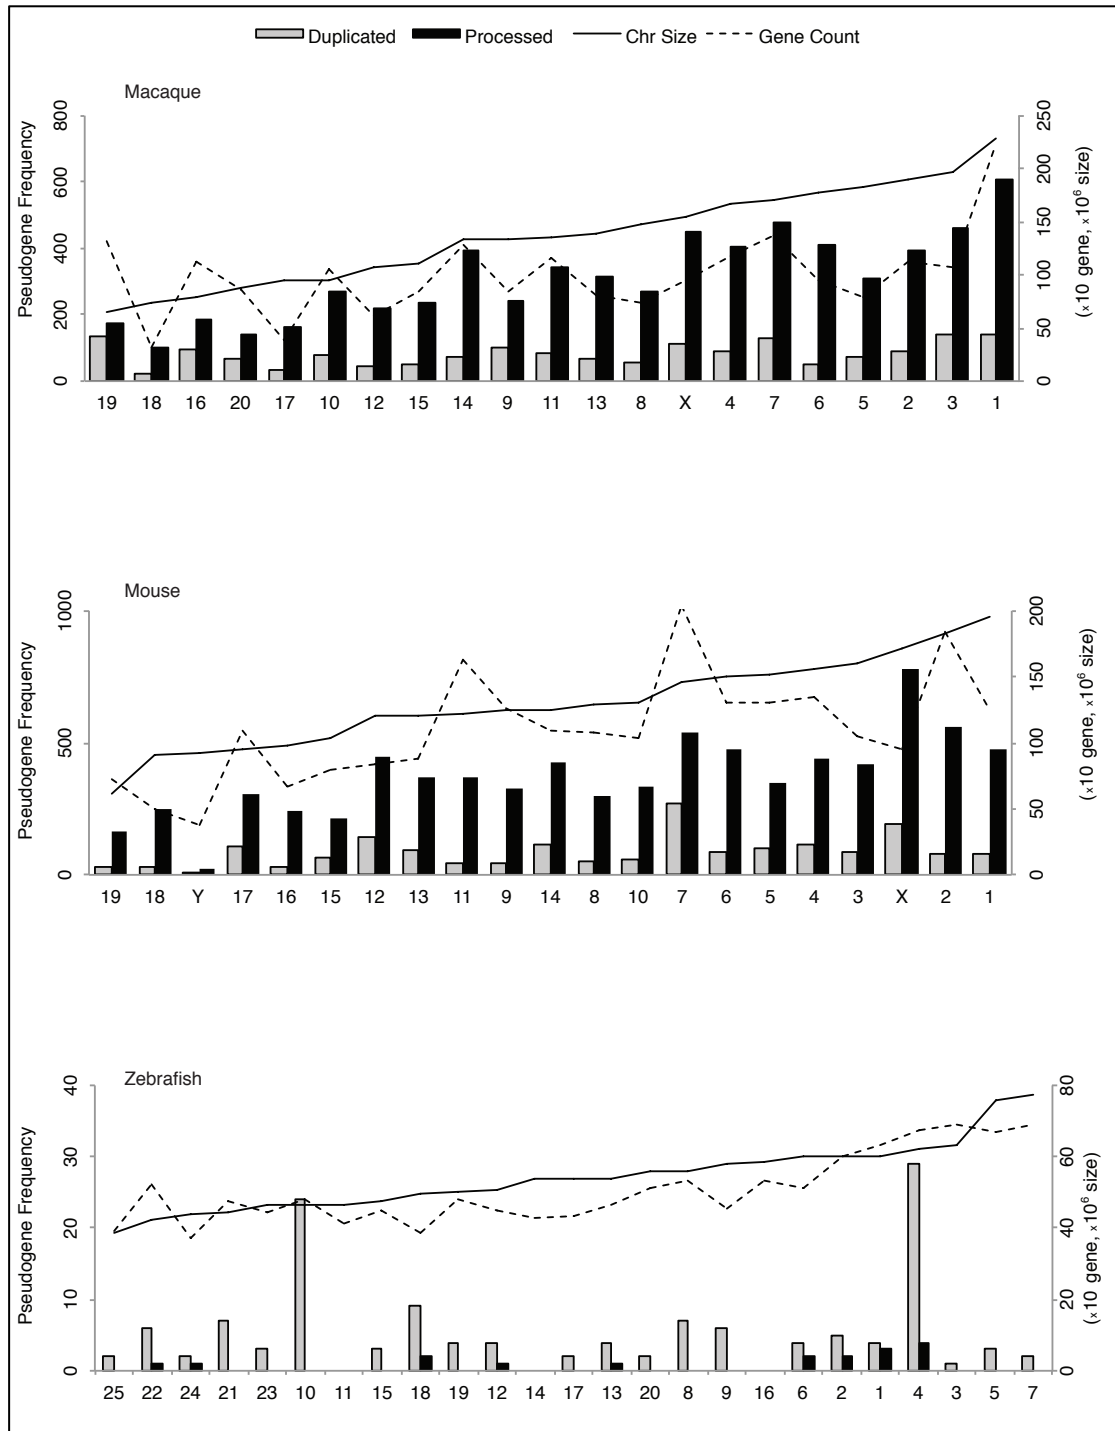 Duplicated Processed Chr Size Gene Count
Macaque
Pseudogene Frequency
800
600
400
200
0
250
200
150
100
50
0
(x10 gene, x10⁶ size)
19 18 16 20 17 10 12 15 14 9 11 13 8 X 4 7 6 5 2 3 1
Mouse
Pseudogene Frequency
1000
500
0
200
150
100
50
0
(x10 gene, x10⁶ size)
19 18 Y 17 16 15 12 13 11 9 14 8 10 7 6 5 4 3 X 2 1
Zebrafish
Pseudogene Frequency
40
30
20
10
0
80
60
40
20
0
(x10 gene, x10⁶ size)
25 22 24 21 23 10 11 15 18 19 12 14 17 13 20 8 9 16 6 2 1 4 3 5 7